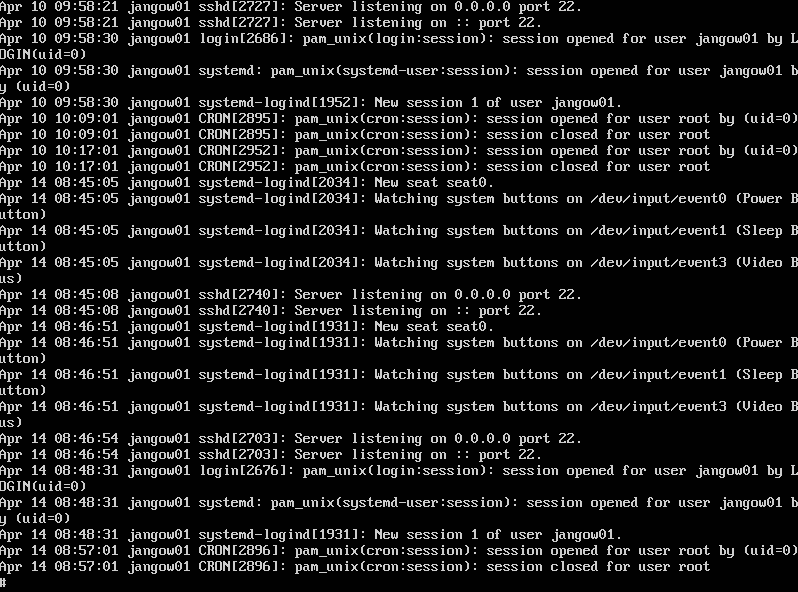 Apr 10 09:58:21 jangow01 sshd[2727]: Server listening on 0.0.0.0 port 22.
Apr 10 09:58:21 jangow01 sshd[2727]: Server listening on :: port 22.
Apr 10 09:58:30 jangow01 login[2686]: pam_unix(login:session): session opened for user jangow01 by L
OGIN(uid=0)
Apr 10 09:58:30 jangow01 systemd: pam_unix(systemd-user:session): session opened for user jangow01 b
y (uid=0)
Apr 10 09:58:30 jangow01 systemd-logind[1952]: New session 1 of user jangow01.
Apr 10 10:09:01 jangow01 CRON[2895]: pam_unix(cron:session): session opened for user root by (uid=0)
Apr 10 10:09:01 jangow01 CRON[2895]: pam_unix(cron:session): session closed for user root
Apr 10 10:17:01 jangow01 CRON[2952]: pam_unix(cron:session): session opened for user root by (uid=0)
Apr 10 10:17:01 jangow01 CRON[2952]: pam_unix(cron:session): session closed for user root
Apr 14 08:45:05 jangow01 systemd-logind[2034]: New seat seat0.
Apr 14 08:45:05 jangow01 systemd-logind[2034]: Watching system buttons on /dev/input/event0 (Power B
utton)
Apr 14 08:45:05 jangow01 systemd-logind[2034]: Watching system buttons on /dev/input/event1 (Sleep B
utton)
Apr 14 08:45:05 jangow01 systemd-logind[2034]: Watching system buttons on /dev/input/event3 (Video B
us)
Apr 14 08:45:08 jangow01 sshd[2740]: Server listening on 0.0.0.0 port 22.
Apr 14 08:45:08 jangow01 sshd[2740]: Server listening on :: port 22.
Apr 14 08:46:51 jangow01 systemd-logind[1931]: New seat seat0.
Apr 14 08:46:51 jangow01 systemd-logind[1931]: Watching system buttons on /dev/input/event0 (Power B
utton)
Apr 14 08:46:51 jangow01 systemd-logind[1931]: Watching system buttons on /dev/input/event1 (Sleep B
utton)
Apr 14 08:46:51 jangow01 systemd-logind[1931]: Watching system buttons on /dev/input/event3 (Video B
us)
Apr 14 08:46:54 jangow01 sshd[2703]: Server listening on 0.0.0.0 port 22.
Apr 14 08:46:54 jangow01 sshd[2703]: Server listening on :: port 22.
Apr 14 08:48:31 jangow01 login[2676]: pam_unix(login:session): session opened for user jangow01 by L
OGIN(uid=0)
Apr 14 08:48:31 jangow01 systemd: pam_unix(systemd-user:session): session opened for user jangow01 b
y (uid=0)
Apr 14 08:48:31 jangow01 systemd-logind[1931]: New session 1 of user jangow01.
Apr 14 08:57:01 jangow01 CRON[2896]: pam_unix(cron:session): session opened for user root by (uid=0)
Apr 14 08:57:01 jangow01 CRON[2896]: pam_unix(cron:session): session closed for user root
#